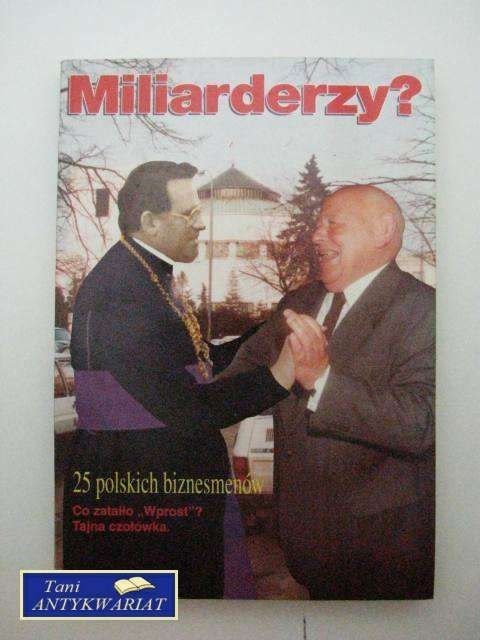 Miliarderzy?
25 polskich biznesmenów
Co zataiło „Wprost"?
Tajna czołówka.
Tani
ANTYKWARIAT